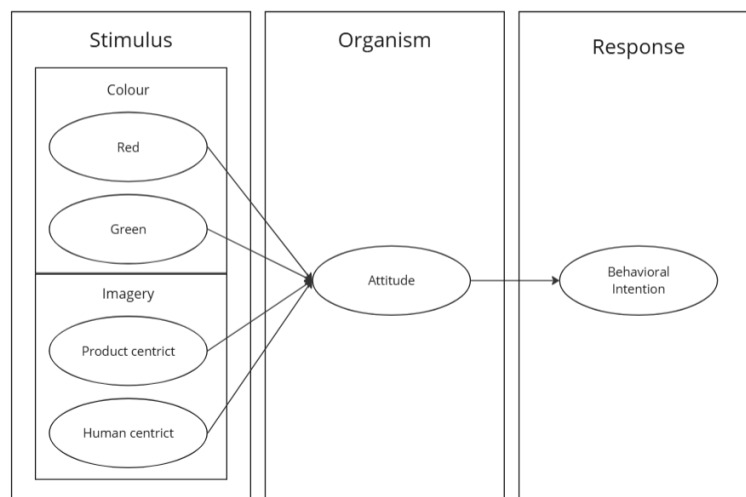 Stimulus
Organism
Response
Colour
Red
Green
Imagery
Product centrict
Human centrict
Attitude
Behavioral
Intention